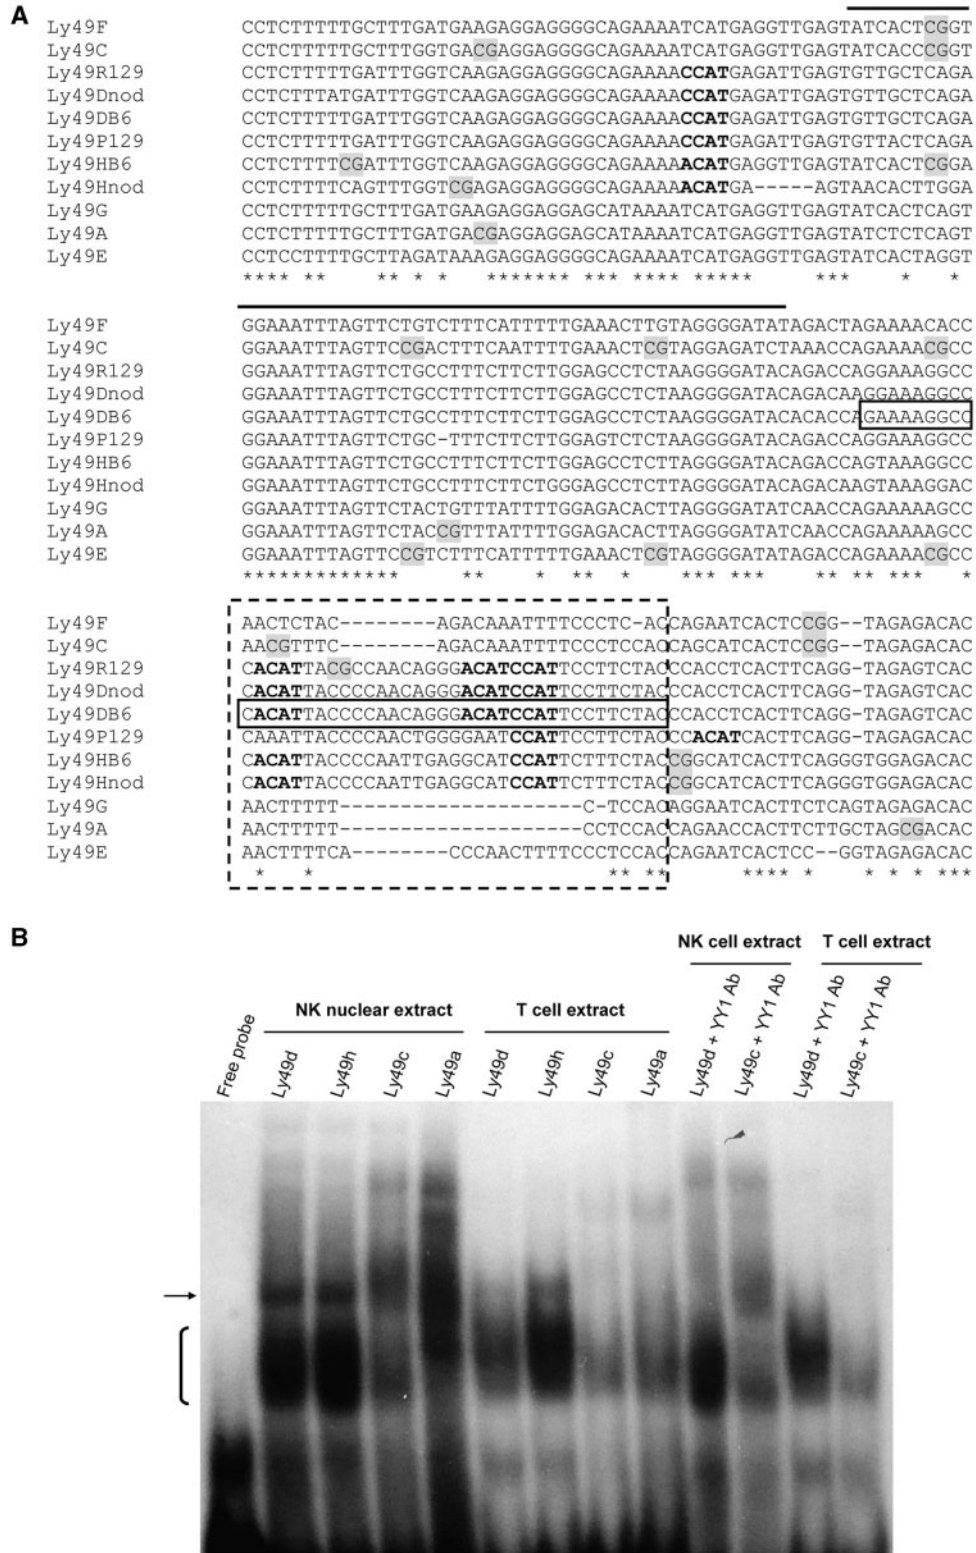 A
Ly49F CCTCTTTTTGCTTTGATGAAGAGGAGGGGCAGAAAATCATGAGGTTGAGTATCACTCGGT
Ly49C CCTCTTTTTGCTTTGGTGACGAGGAGGGGCAGAAAATCATGAGGTTGAGTATCACCCGGT
Ly49R129 CCTCTTTTTGATTTGGTCAAGAGGAGGGGCAGAAAACCATGAGATTGAGTGTTGCTCAGA
Ly49Dnod CCTCTTTATGATTTGGTCAAGAGGAGGGGCAGAAAACCATGAGATTGAGTGTTGCTCAGA
Ly49DB6 CCTCTTTTTGATTTGGTCAAGAGGAGGGGCAGAAAACCATGAGATTGAGTGTTGCTCAGA
Ly49P129 CCTCTTTTTGATTTGGTCAAGAGGAGGGGCAGAAAACCATGAGATTGAGTGTTACTCAGA
Ly49HB6 CCTCTTTTCGATTTGGTCAAGAGGAGGGGCAGAAAAACATGAGGTTGAGTATCACTCGGA
Ly49Hnod CCTCTTTTCAGTTTGGTCGAGAGGAGGGGCAGAAAAACATGA-----AGTAACACTTGGA
Ly49G CCTCTTTTTGCTTTGATGAAGAGGAGGAGCATAAAATCATGAGGTTGAGTATCACTCAGT
Ly49A CCTCTTTTTGCTTTGATGACGAGGAGGAGCATAAAATCATGAGGTTGAGTATCTCTCAGT
Ly49E CCTCCTTTTGCTTAGATAAAGAGGAGGGGCAGAAAATCATGAGGTTGAGTATCACTAGGT
**** ** ** * ******* *** **** ***** *** * *
Ly49F GGAAATTTAGTTCTGTCTTTCATTTTTGAAACTTGTAGGGGATATAGACTAGAAAACACC
Ly49C GGAAATTTAGTTCCGACTTTCAATTTTGAAACTCGTAGGAGATCTAAACCAGAAAACGCC
Ly49R129 GGAAATTTAGTTCTGCCTTTCTTCTTGGAGCCTCTAAGGGGATACAGACCAGGAAAGGCC
Ly49Dnod GGAAATTTAGTTCTGCCTTTCTTCTTGGAGCCTCTAAGGGGATACAGACAAGGAAAGGCC
Ly49DB6 GGAAATTTAGTTCTGCCTTTCTTCTTGGAGCCTCTAAGGGGATACACACCAGAAAAGGCC
Ly49P129 GGAAATTTAGTTCTGC-TTTCTTCTTGGAGTCTCTAAGGGGATACAGACCAGGAAAGGCC
Ly49HB6 GGAAATTTAGTTCTGCCTTTCTTCTTGGAGCCTCTTAGGGGATACAGACCAGTAAAGGCC
Ly49Hnod GGAAATTTAGTTCTGCCTTTCTTCTGGGAGCCTCTTAGGGGATACAGACAAGTAAAGGAC
Ly49G GGAAATTTAGTTCTACTGTTTATTTTGGAGACACTTAGGGGATATCAACCAGAAAAAGCC
Ly49A GGAAATTTAGTTCTACCGTTTATTTTGGAGACACTTAGGGGATATCAACCAGAAAAAGCC
Ly49E GGAAATTTAGTTCCGTCTTTCATTTTTGAAACTCGTAGGGGATATAGACCAGAAAACGCC
************* ** * ** * ** *** ** *** *
Ly49F AACTCTAC--------AGACAAATTTTCCCTC-ACCAGAATCACTCCGG--TAGAGACAC
Ly49C AACGTTTC--------AGACAAATTTTCCCTCCACCAGCATCACTCCGG--TAGAGACAC
Ly49R129 CACATTACGCCAACAGGGACATCCATTCCTTCTACCCACCTCACTTCAGG-TAGAGTCAC
Ly49Dnod CACATTACCCCAACAGGGACATCCATTCCTTCTACCCACCTCACTTCAGG-TAGAGTCAC
Ly49DB6 CACATTACCCCAACAGGGACATCCATTCCTTCTACCCACCTCACTTCAGG-TAGAGTCAC
Ly49P129 CAAATTACCCCAACTGGGGAATCCATTCCTTCTACCCACATCACTTCAGG-TAGAGACAC
Ly49HB6 CACATTACCCCAATTGAGGCATCCATTCTTTCTACCGGCATCACTTCAGGGTGGAGACAC
Ly49Hnod CACATTACCCCAATTGAGGCATCCATTCTTTCTACCGGCATCACTTCAGGGTGGAGACAC
Ly49G AACTTTTT--------------------C-TCCACAGGAATCACTTCTCAGTAGAGACAC
Ly49A AACTTTTT--------------------CCTCCACCAGAACCACTTCTTGCTAGCGACAC
Ly49E AACTTTTCA--------CCCAACTTTTCCCTCCACCAGAATCACTCC--GGTAGAGACAC
* * ** ** **** * * * * ***
B
NK cell extract T cell extract
NK nuclear extract T cell extract
Free probe Ly49d Ly49h Ly49c Ly49a Ly49d Ly49h Ly49c Ly49a Ly49d + YY1 Ab Ly49c + YY1 Ab Ly49d + YY1 Ab Ly49c + YY1 Ab